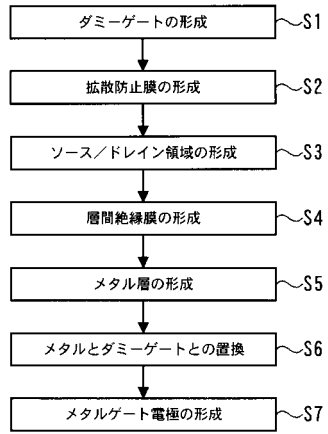 ダミーゲートの形成 S1
拡散防止膜の形成 S2
ソース/ドレイン領域の形成 S3
層間絶縁膜の形成 S4
メタル層の形成 S5
メタルとダミーゲートとの置換 S6
メタルゲート電極の形成 S7